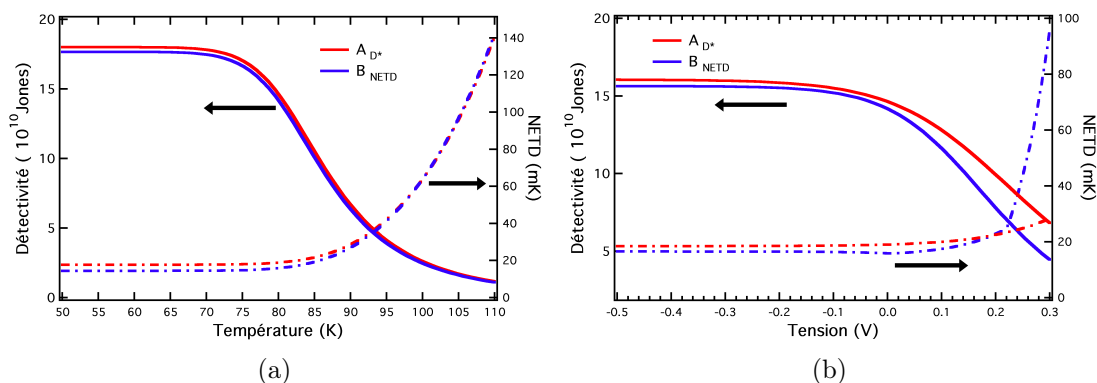 20
15
10
5
0
Détectivité ( 10^10 Jones)
A D*
B NETD
140
120
100
80
60
40
20
0
NETD (mK)
50 55 60 65 70 75 80 85 90 95 100 105 110
Température (K)
(a)
20
15
10
5
Détectivité ( 10^10 Jones)
A D*
B NETD
100
80
60
40
20
0
NETD (mK)
-0.5 -0.4 -0.3 -0.2 -0.1 0.0 0.1 0.2 0.3
Tension (V)
(b)